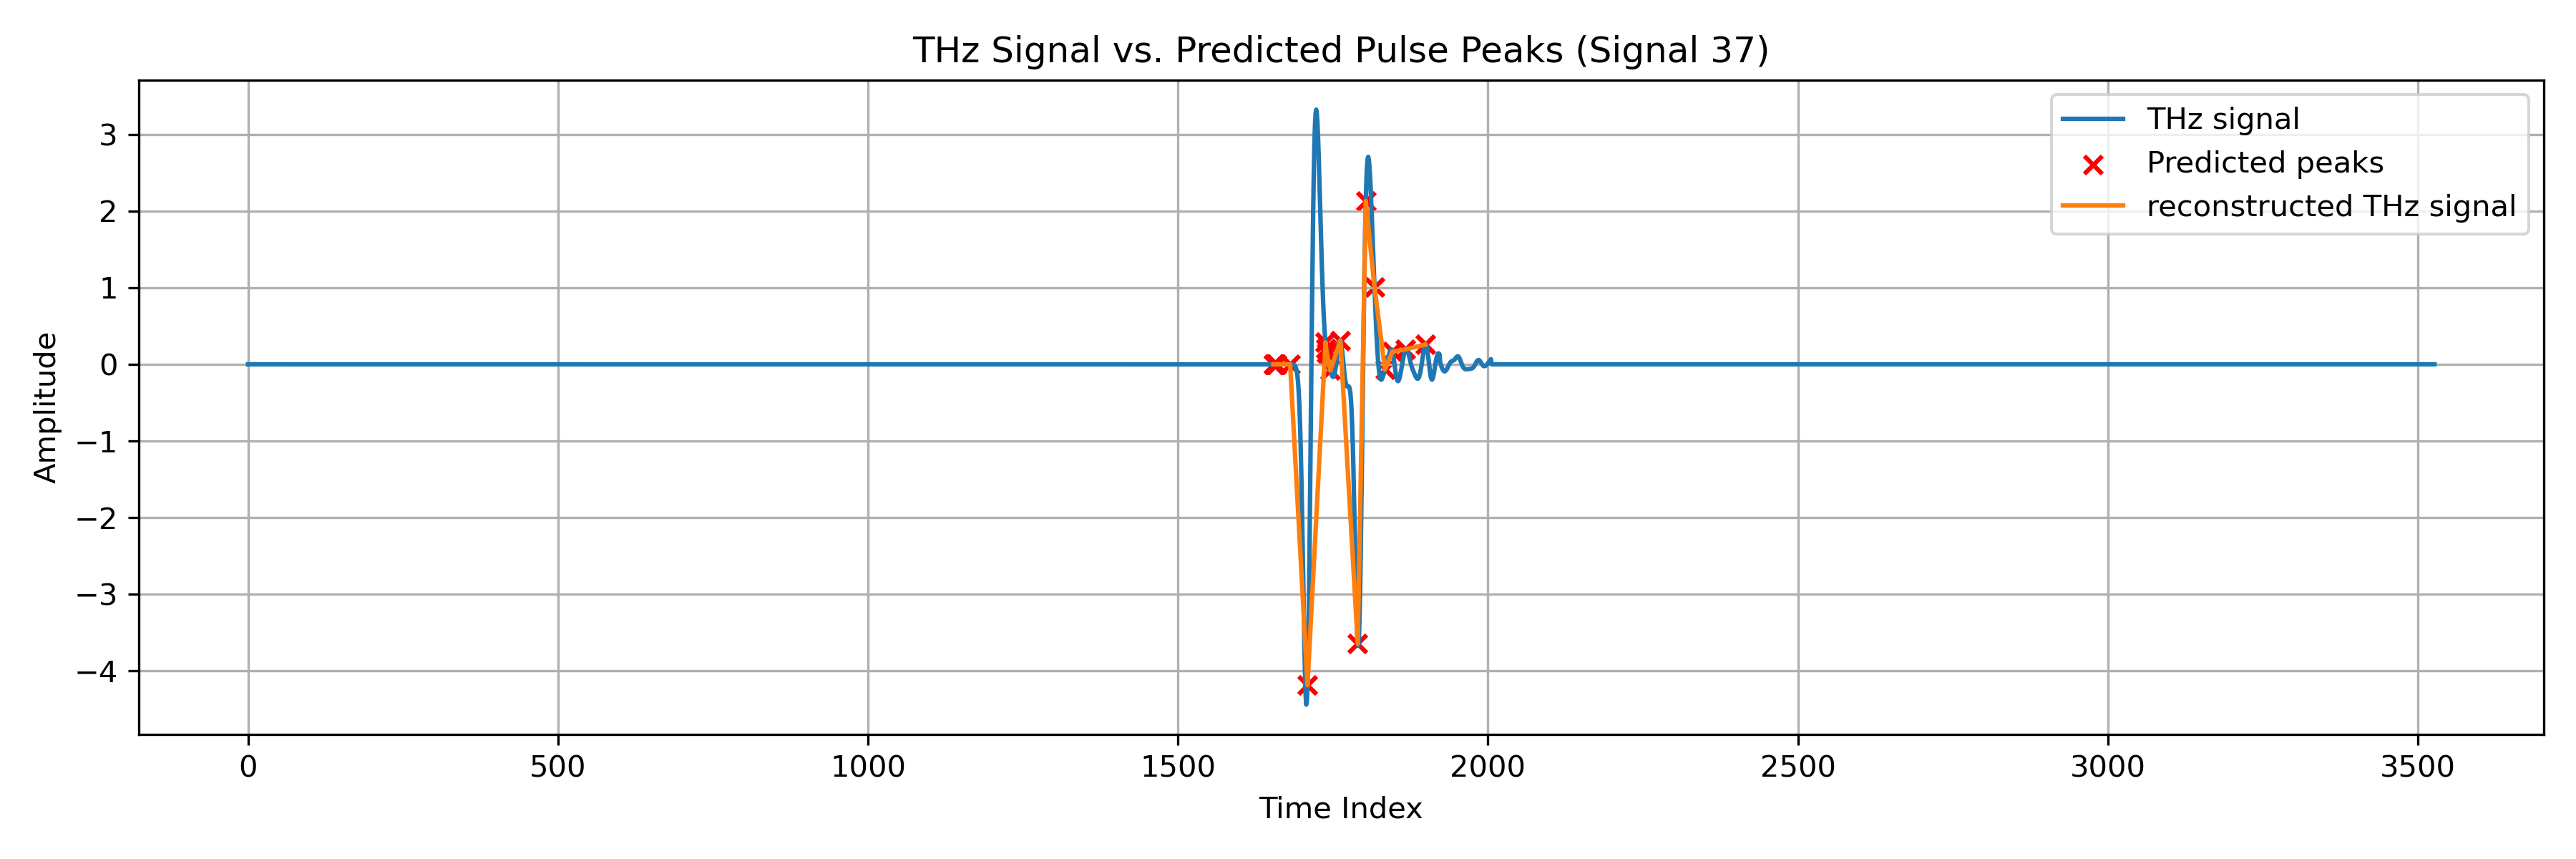 THz Signal vs. Predicted Pulse Peaks (Signal 37)
THz signal
Predicted peaks
reconstructed THz signal
Amplitude
3
2
1
0
−1
−2
−3
−4
0 500 1000 1500 2000 2500 3000 3500
Time Index